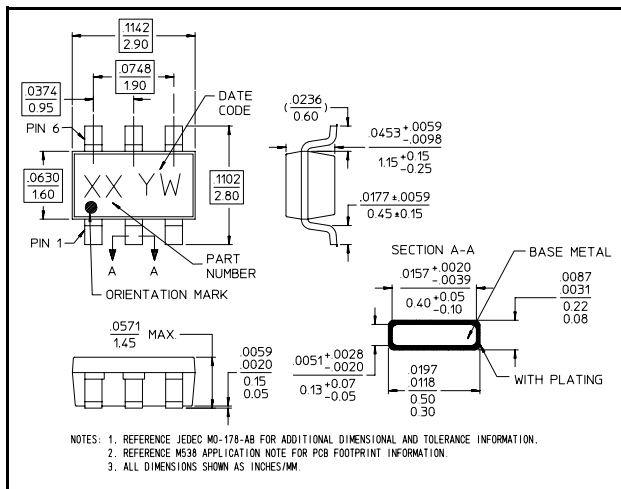 .1142
2.90
.0748
1.90
.0374
0.95
DATE
CODE
PIN 6
.0630
1.60
XX YW
.1102
2.80
PIN 1
A A
PART
NUMBER
ORIENTATION MARK
( .0236
0.60 )
.0453 +.0059
-.0098
1.15 +0.15
-0.25
.0177 ±.0059
0.45 ±0.15
SECTION A-A
BASE METAL
.0157 +.0020
-.0039
0.40 +0.05
-0.10
.0087
.0031
0.22
0.08
.0571
1.45 MAX.
.0059
.0020
0.15
0.05
.0051 +.0028
-.0020
0.13 +0.07
-0.05
.0197
.0118
0.50
0.30
WITH PLATING
NOTES: 1. REFERENCE JEDEC MO-178-AB FOR ADDITIONAL DIMENSIONAL AND TOLERANCE INFORMATION.
2. REFERENCE M538 APPLICATION NOTE FOR PCB FOOTPRINT INFORMATION.
3. ALL DIMENSIONS SHOWN AS INCHES/MM.